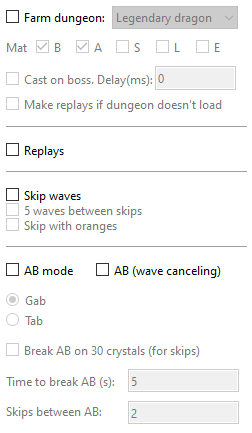 Farm dungeon: Legendary dragon
Mat B A S L E
Cast on boss. Delay(ms): 0
Make replays if dungeon doesn't load
Replays
Skip waves
5 waves between skips
Skip with oranges
AB mode AB (wave canceling)
Gab
Tab
Break AB on 30 crystals (for skips)
Time to break AB (s): 5
Skips between AB: 2